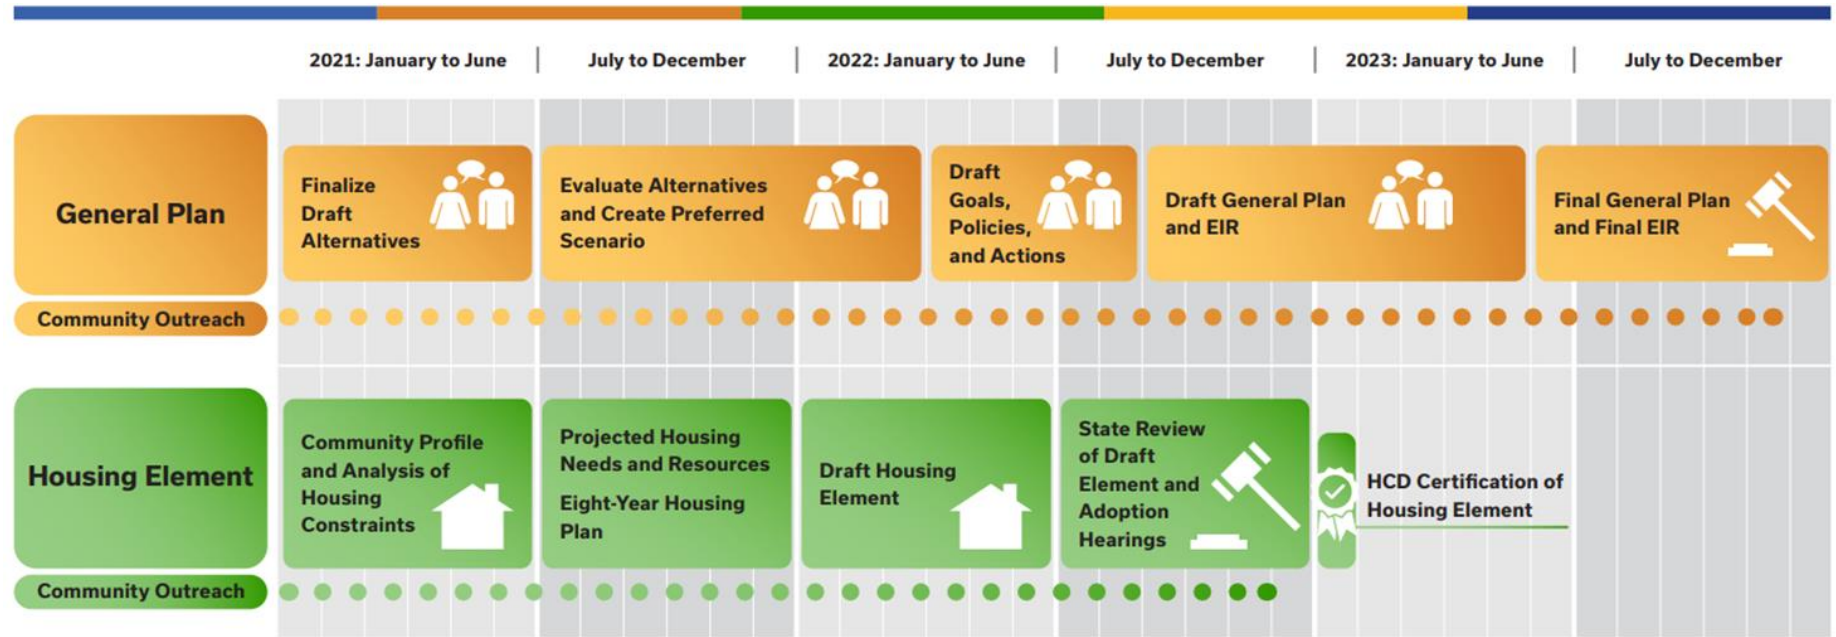 2021: January to June
July to December
2022: January to June
July to December
2023: January to June
July to December
General Plan
Finalize
Draft
Alternatives
Evaluate Alternatives
and Create Preferred
Scenario
Draft
Goals,
Policies,
and Actions
Draft General Plan
and EIR
Final General Plan
and Final EIR
Community Outreach
Housing Element
Community Profile
and Analysis of
Housing
Constraints
Projected Housing
Needs and Resources
Eight-Year Housing
Plan
Draft Housing
Element
State Review
of Draft
Element and
Adoption
Hearings
HCD Certification of
Housing Element
Community Outreach